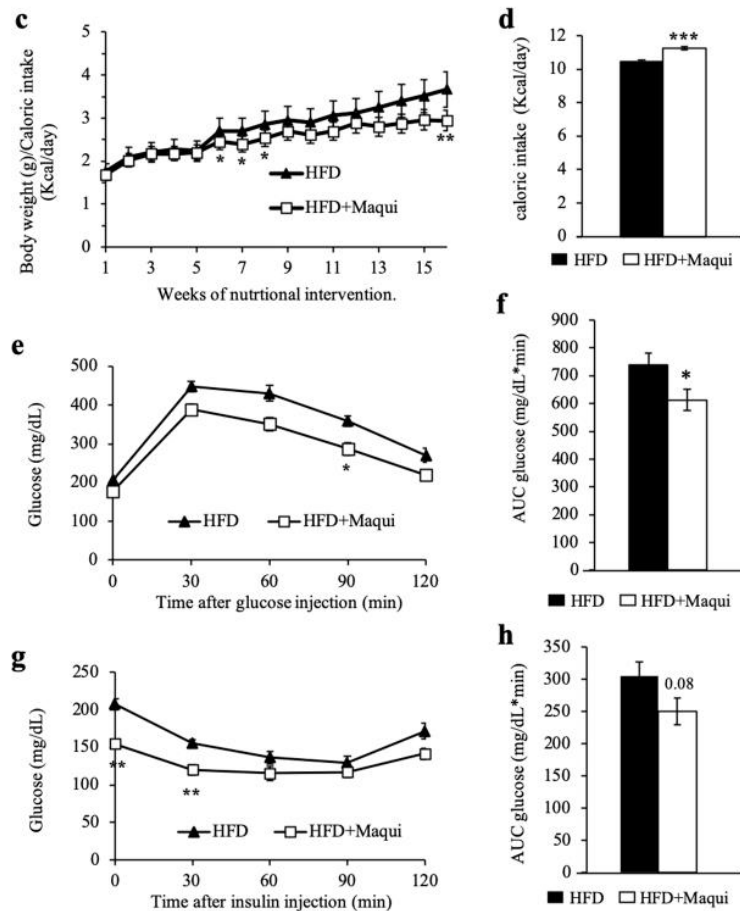 c
Body weight (g)/Caloric intake
(Kcal/day)
5
4
3
2
1
0
* * * **
HFD
HFD+Maqui
1 3 5 7 9 11 13 15
Weeks of nutrtional intervention.
d
caloric intake (Kcal/day)
12
10
8
6
4
2
0
***
HFD HFD+Maqui
e
Glucose (mg/dL)
500
400
300
200
100
0
*
HFD HFD+Maqui
0 30 60 90 120
Time after glucose injection (min)
f
AUC glucose (mg/dL*min)
900
800
700
600
500
400
300
200
100
0
*
HFD HFD+Maqui
g
Glucose (mg/dL)
250
200
150
100
50
0
** **
HFD HFD+Maqui
0 30 60 90 120
Time after insulin injection (min)
h
AUC glucose (mg/dL*min)
350
300
250
200
150
100
50
0
0.08
HFD HFD+Maqui